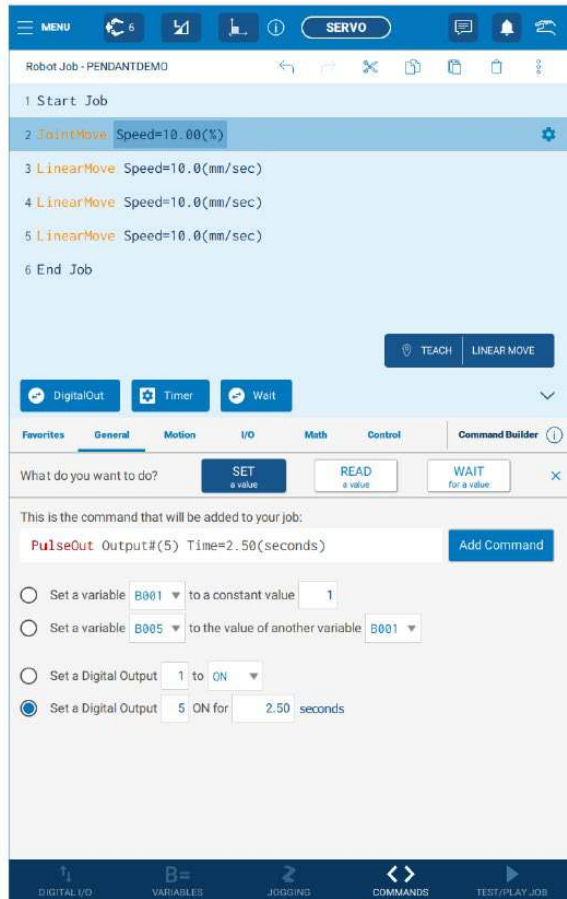 MENU 6 SERVO
Robot Job - PENDANTDEMO
1 Start Job
2 JointMove Speed=10.00(%)
3 LinearMove Speed=10.0(mm/sec)
4 LinearMove Speed=10.0(mm/sec)
5 LinearMove Speed=10.0(mm/sec)
6 End Job
TEACH LINEAR MOVE
DigitalOut Timer Wait
Favorites General Motion I/O Math Control Command Builder
What do you want to do? SET a value READ a value WAIT for a value
This is the command that will be added to your job:
PulseOut Output#(5) Time=2.50(seconds) Add Command
Set a variable B001 to a constant value 1
Set a variable B005 to the value of another variable B001
Set a Digital Output 1 to ON
Set a Digital Output 5 ON for 2.50 seconds
B=
DIGITAL I/O VARIABLES JOGGING COMMANDS TEST/PLAY JOB